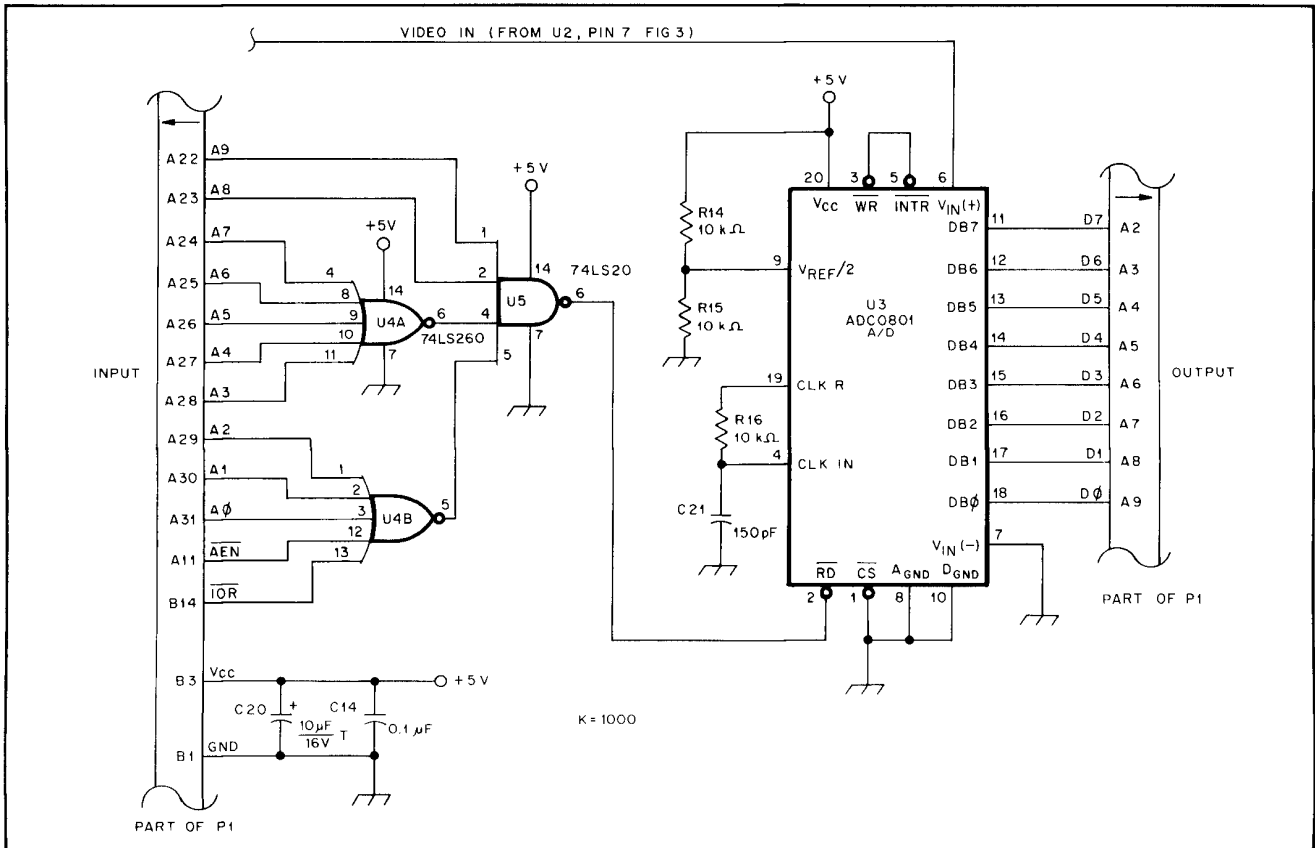 VIDEO IN (FROM U2, PIN 7 FIG 3)
+5V
20 3 5 6
VCC WR INTR VIN(+)
A22 A9
A23 A8
A24 A7
A25 A6
A26 A5
A27 A4
A28 A3
A29 A2
A30 A1
A31 AØ
A11 AEN
B14 IOR
INPUT
+5V
4
8
9
10
11
14
U4A
6
7
74LS260
1
2
3
12
13
U4B
5
+5V
1
2
4
5
14
U5
74LS20
6
7
R14
10 kΩ
R15
10 kΩ
9 VREF/2
19 CLK R
R16
10 kΩ
4 CLK IN
C21
150pF
U3
ADC0801
A/D
DB7 11 D7 A2
DB6 12 D6 A3
DB5 13 D5 A4
DB4 14 D4 A5
DB3 15 D3 A6
DB2 16 D2 A7
DB1 17 D1 A8
DBØ 18 DØ A9
VIN(-) 7
OUTPUT
PART OF P1
RD CS AGND DGND
2 1 8 10
B3 VCC
+5V
C20 +
10µF
16V T
C14
0.1 µF
B1 GND
K=1000
PART OF P1